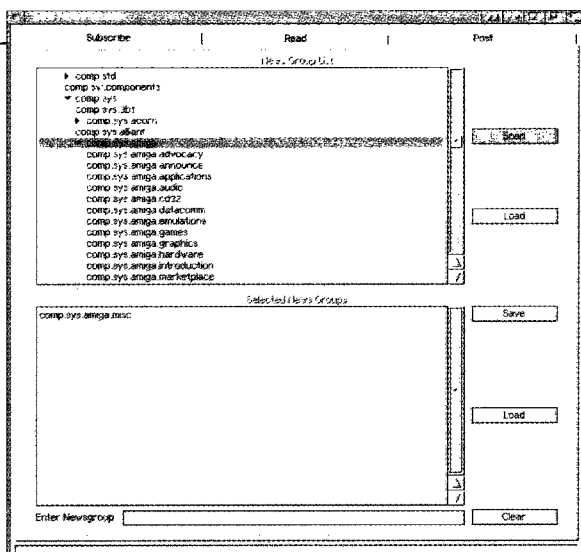 Subscribe Read Post
News Group List
comp.std
comp.sw.components
comp.sys
comp.sys.3b1
comp.sys.acorn
comp.sys.alliant
comp.sys.amiga
comp.sys.amiga.advocacy
comp.sys.amiga.announce
comp.sys.amiga.applications
comp.sys.amiga.audio
comp.sys.amiga.cd32
comp.sys.amiga.datacomm
comp.sys.amiga.emulations
comp.sys.amiga.games
comp.sys.amiga.graphics
comp.sys.amiga.hardware
comp.sys.amiga.introduction
comp.sys.amiga.marketplace
Load
Selected News Groups
comp.sys.amiga.misc
Save
Load
Enter Newsgroup
Clear